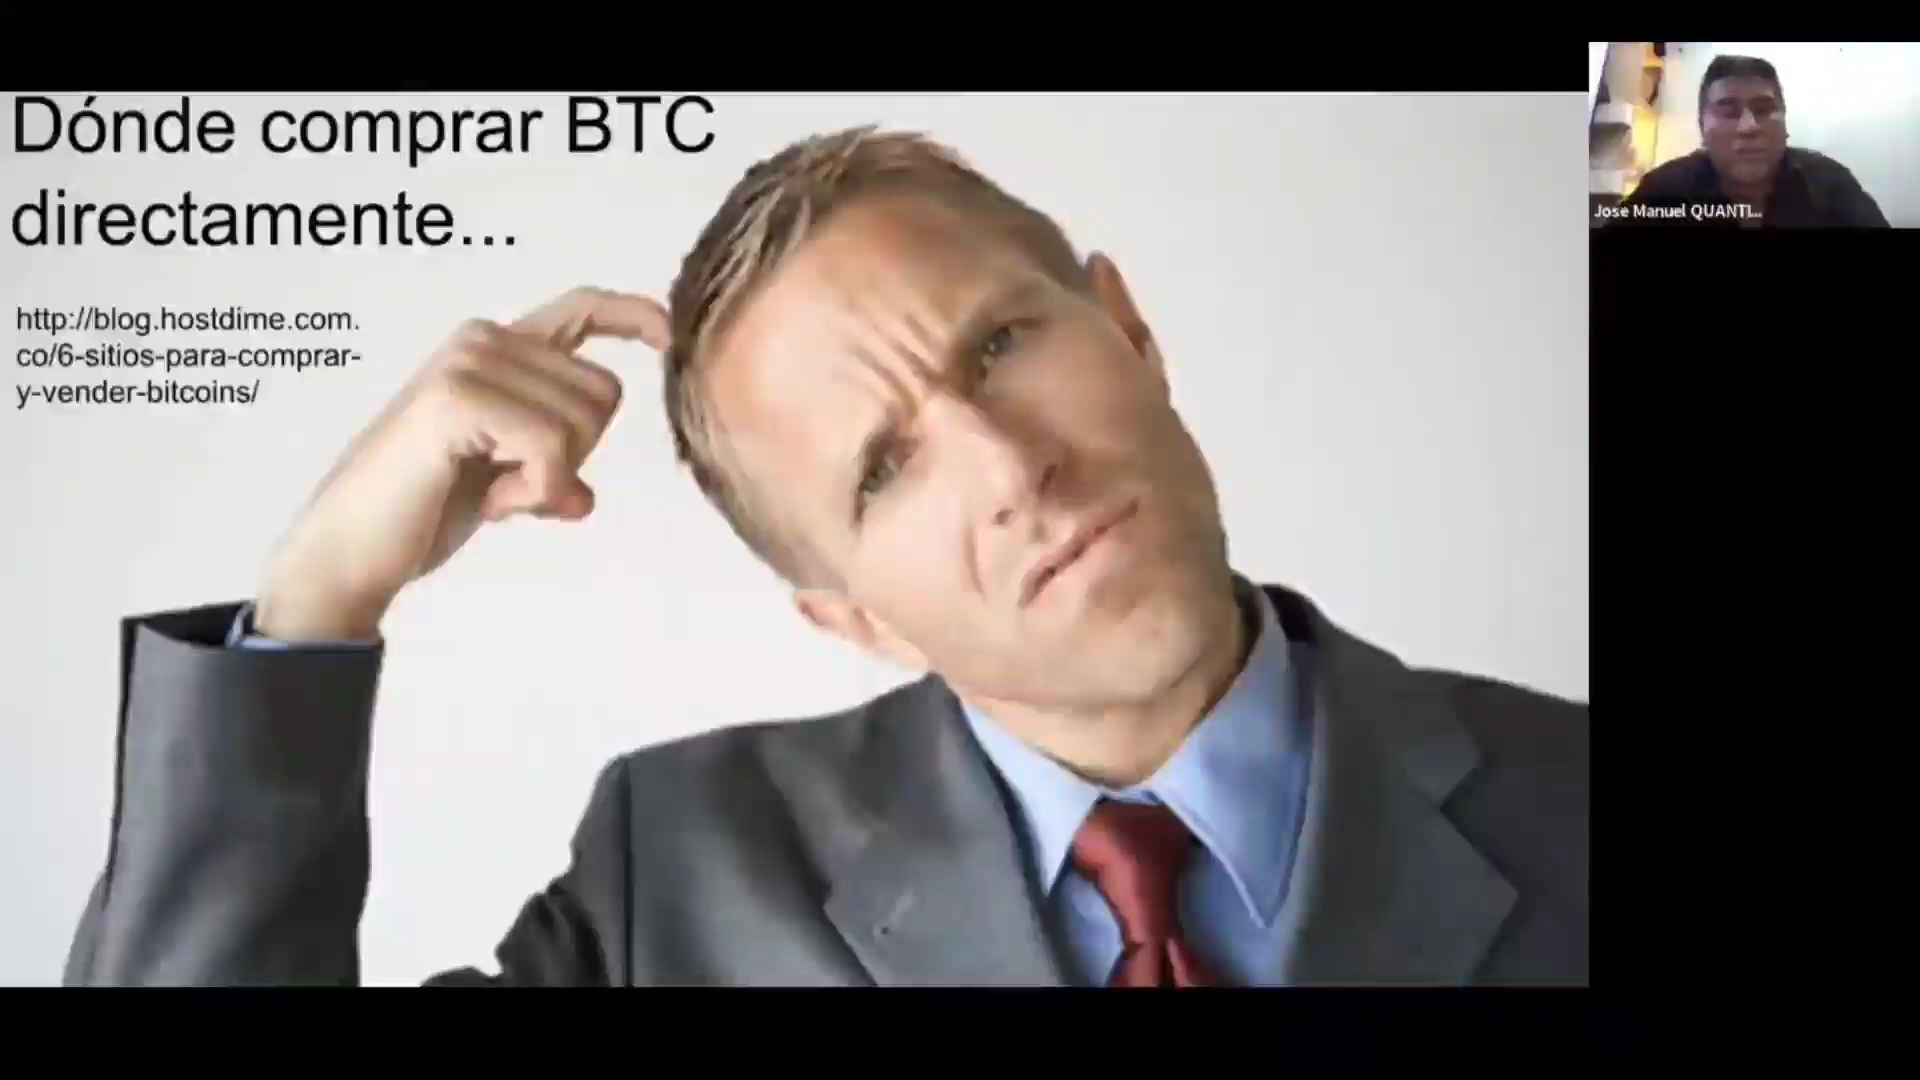 Dónde comprar BTC
directamente...
http://blog.hostdime.com.
co/6-sitios-para-comprar-
y-vender-bitcoins/
Jose Manuel QUANTI...